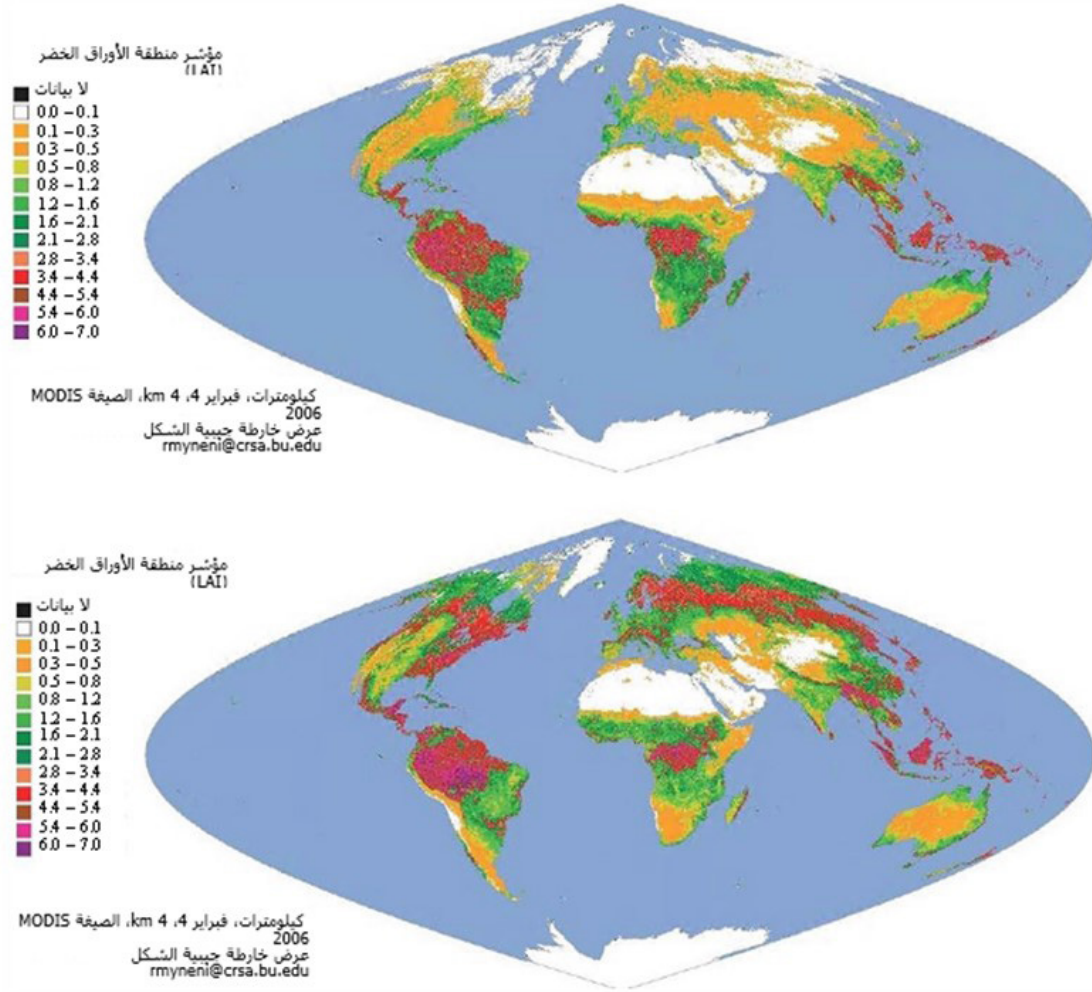 مؤشر منطقة الأوراق الخضر
(LAI)
لا بيانات
0.0 – 0.1
0.1 – 0.3
0.3 – 0.5
0.5 – 0.8
0.8 – 1.2
1.2 – 1.6
1.6 – 2.1
2.1 – 2.8
2.8 – 3.4
3.4 – 4.4
4.4 – 5.4
5.4 – 6.0
6.0 – 7.0
كيلومترات، فبراير 4، 4 km، الصيغة MODIS
2006
عرض خارطة جيبية الشكل
rmyneni@crsa.bu.edu
مؤشر منطقة الأوراق الخضر
(LAI)
لا بيانات
0.0 – 0.1
0.1 – 0.3
0.3 – 0.5
0.5 – 0.8
0.8 – 1.2
1.2 – 1.6
1.6 – 2.1
2.1 – 2.8
2.8 – 3.4
3.4 – 4.4
4.4 – 5.4
5.4 – 6.0
6.0 – 7.0
كيلومترات، فبراير 4، 4 km، الصيغة MODIS
2006
عرض خارطة جيبية الشكل
rmyneni@crsa.bu.edu